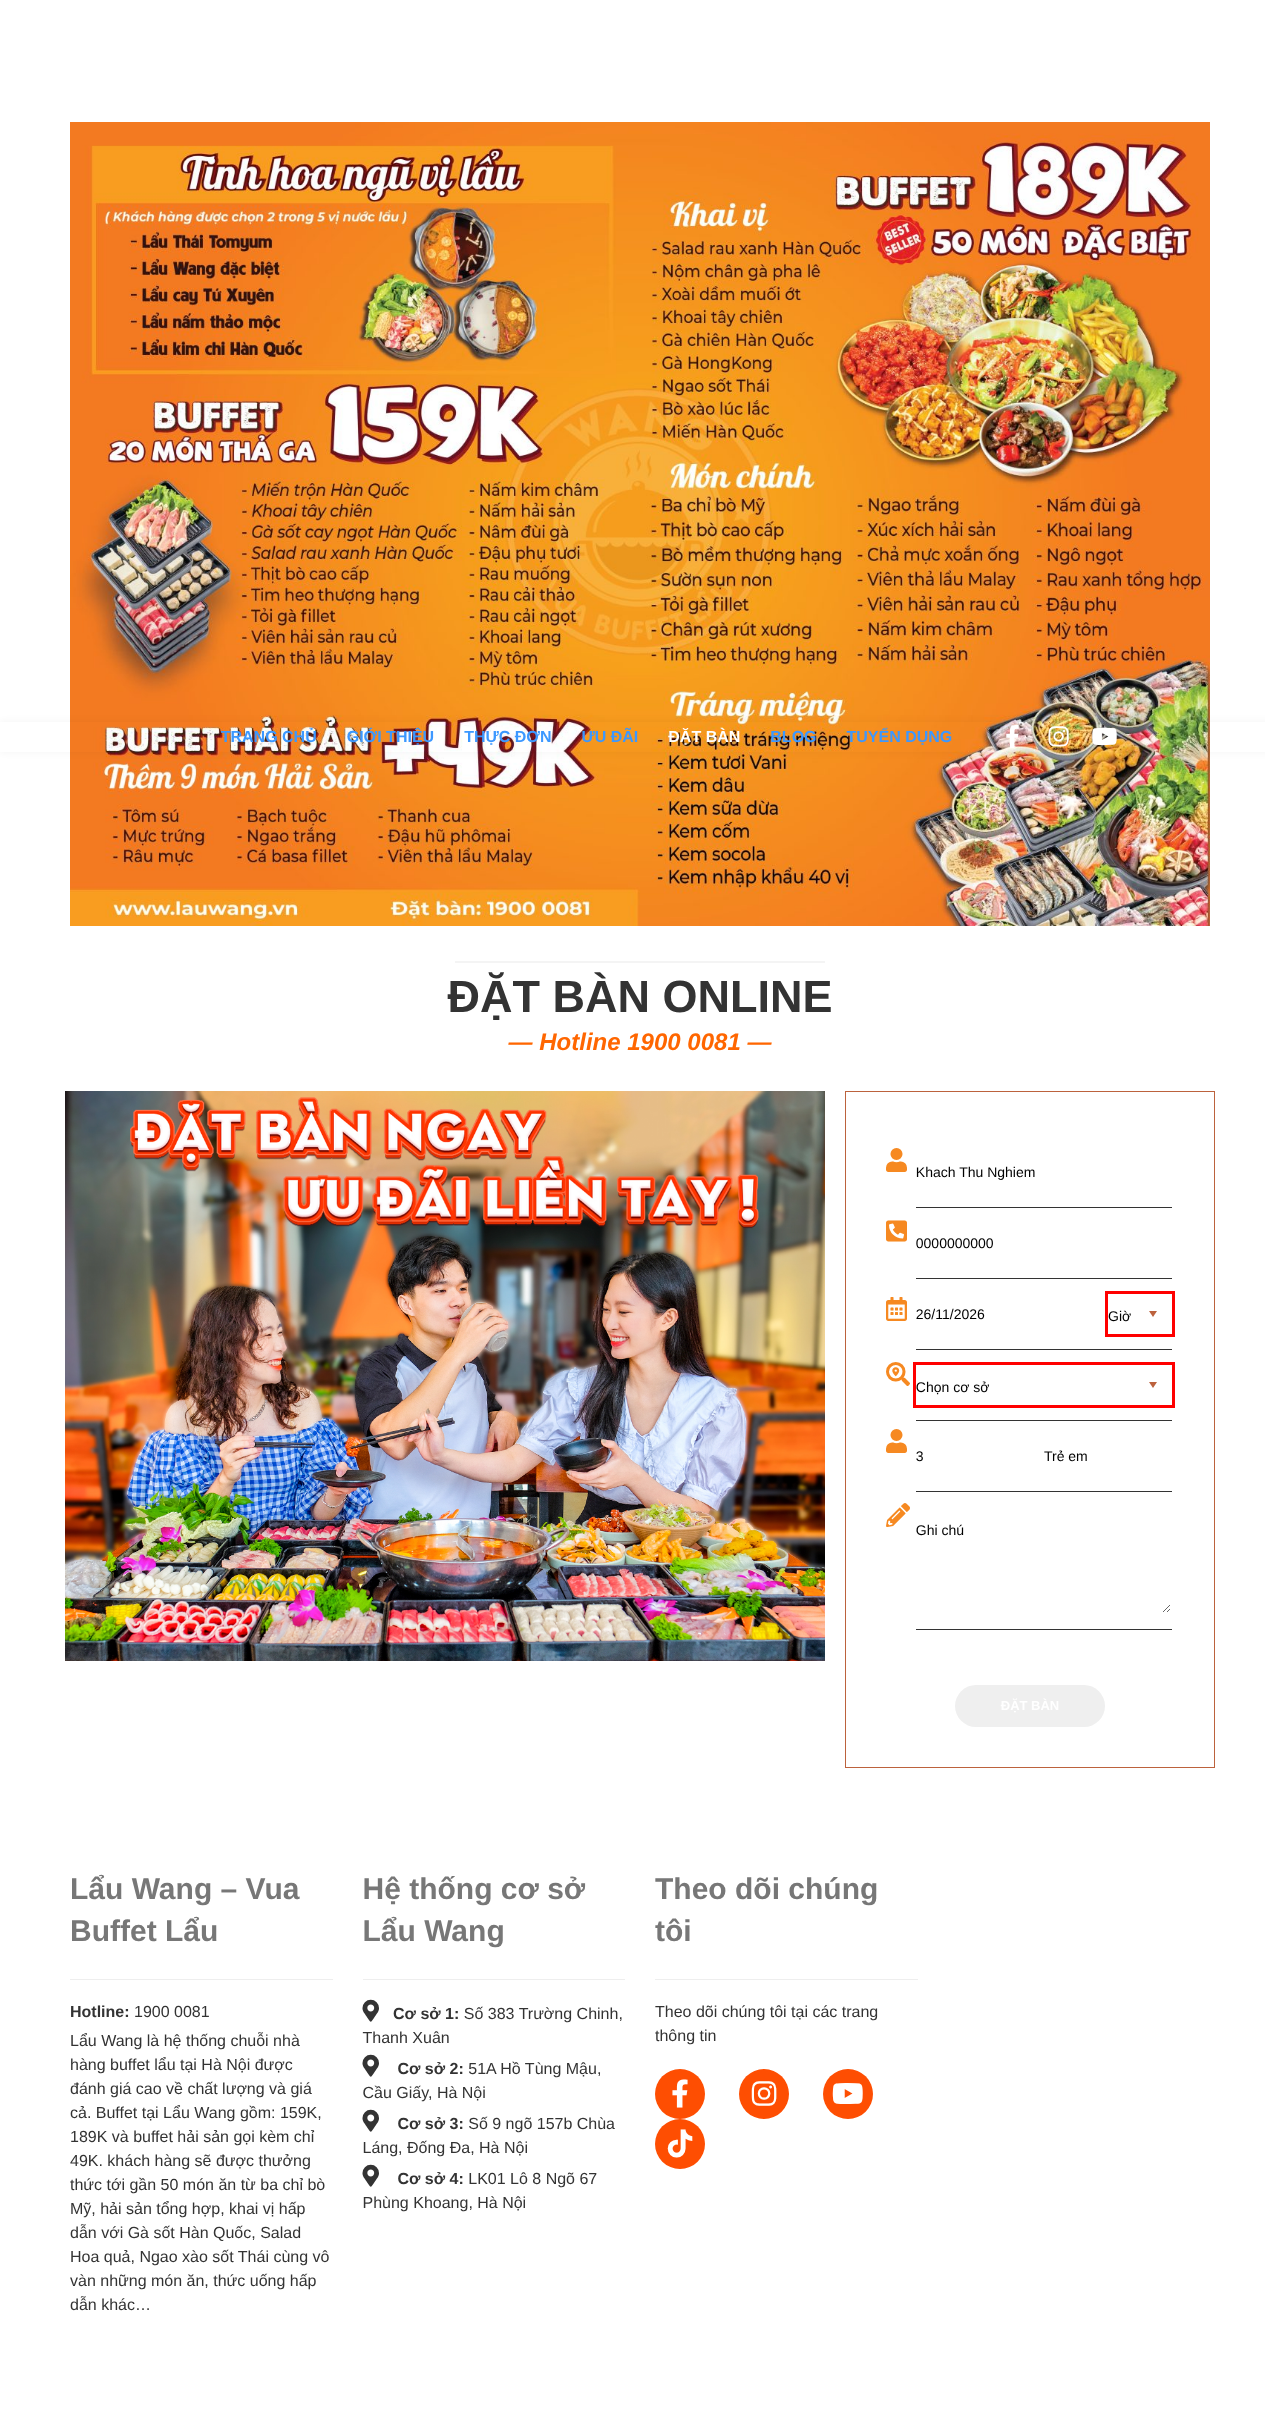 Tinh hoa ngũ vị lẩu
( Khách hàng được chọn 2 trong 5 vị nước lẩu )
- Lẩu Thái Tomyum
- Lẩu Wang đặc biệt
- Lẩu cay Tứ Xuyên
- Lẩu nấm thảo mộc
- Lẩu kim chi Hàn Quốc
BUFFET 159K
20 MÓN THẢ GA
- Miến trộn Hàn Quốc
- Khoai tây chiên
- Gà sốt cay ngọt Hàn Quốc
- Salad rau xanh Hàn Quốc
- Thịt bò cao cấp
- Tim heo thượng hạng
- Tỏi gà fillet
- Viên hải sản rau củ
- Viên thả lẩu Malay
- Nấm kim châm
- Nấm hải sản
- Nâm đùi gà
- Đậu phụ tươi
- Rau muống
- Rau cải thảo
- Rau cải ngọt
- Khoai lang
- Mỳ tôm
- Phù trúc chiên
BUFFET HẢI SẢN +49K
Thêm 9 món Hải Sản
- Tôm sú
- Mực trứng
- Râu mực
- Bạch tuộc
- Ngao trắng
- Cá basa fillet
- Thanh cua
- Đậu hũ phômai
- Viên thả lẩu Malay
www.lauwang.vn
Đặt bàn: 1900 0081
BUFFET 189K
BEST
SELLER
50 MÓN ĐẶC BIỆT
Khai vị
- Salad rau xanh Hàn Quốc
- Nộm chân gà pha lê
- Xoài dầm muối ớt
- Khoai tây chiên
- Gà chiên Hàn Quốc
- Gà HongKong
- Ngao sốt Thái
- Bò xào lúc lắc
- Miến Hàn Quốc
Món chính
- Ba chỉ bò Mỹ
- Thịt bò cao cấp
- Bò mềm thượng hạng
- Sườn sụn non
- Tỏi gà fillet
- Chân gà rút xương
- Tim heo thượng hạng
- Ngao trắng
- Xúc xích hải sản
- Chả mực xoắn ống
- Viên thả lẩu Malay
- Viên hải sản rau củ
- Nấm kim châm
- Nấm hải sản
- Nấm đùi gà
- Khoai lang
- Ngô ngọt
- Rau xanh tổng hợp
- Đậu phụ
- Mỳ tôm
- Phù trúc chiên
Tráng miệng
- Hoa quả tráng miệng
- Kem tươi Vani
- Kem dâu
- Kem sữa dừa
- Kem cốm
- Kem socola
- Kem nhập khẩu 40 vị
WANG
VUA BUFFET LẨU
TRANG CHỦ GIỚI THIỆU THỰC ĐƠN ƯU ĐÃI ĐẶT BÀN BLOG TUYỂN DỤNG
ĐẶT BÀN ONLINE
— Hotline 1900 0081 —
ĐẶT BÀN NGAY
ƯU ĐÃI LIỀN TAY !
Khach Thu Nghiem
0000000000
26/11/2026 Giờ
Chọn cơ sở
3 Trẻ em
Ghi chú
ĐẶT BÀN
Lẩu Wang – Vua
Buffet Lẩu
Hotline: 1900 0081
Lẩu Wang là hệ thống chuỗi nhà
hàng buffet lẩu tại Hà Nội được
đánh giá cao về chất lượng và giá
cả. Buffet tại Lẩu Wang gồm: 159K,
189K và buffet hải sản gọi kèm chỉ
49K. khách hàng sẽ được thưởng
thức tới gần 50 món ăn từ ba chỉ bò
Mỹ, hải sản tổng hợp, khai vị hấp
dẫn với Gà sốt Hàn Quốc, Salad
Hoa quả, Ngao xào sốt Thái cùng vô
vàn những món ăn, thức uống hấp
dẫn khác…
Hệ thống cơ sở
Lẩu Wang
Cơ sở 1: Số 383 Trường Chinh,
Thanh Xuân
Cơ sở 2: 51A Hồ Tùng Mậu,
Cầu Giấy, Hà Nội
Cơ sở 3: Số 9 ngõ 157b Chùa
Láng, Đống Đa, Hà Nội
Cơ sở 4: LK01 Lô 8 Ngõ 67
Phùng Khoang, Hà Nội
Theo dõi chúng
tôi
Theo dõi chúng tôi tại các trang
thông tin